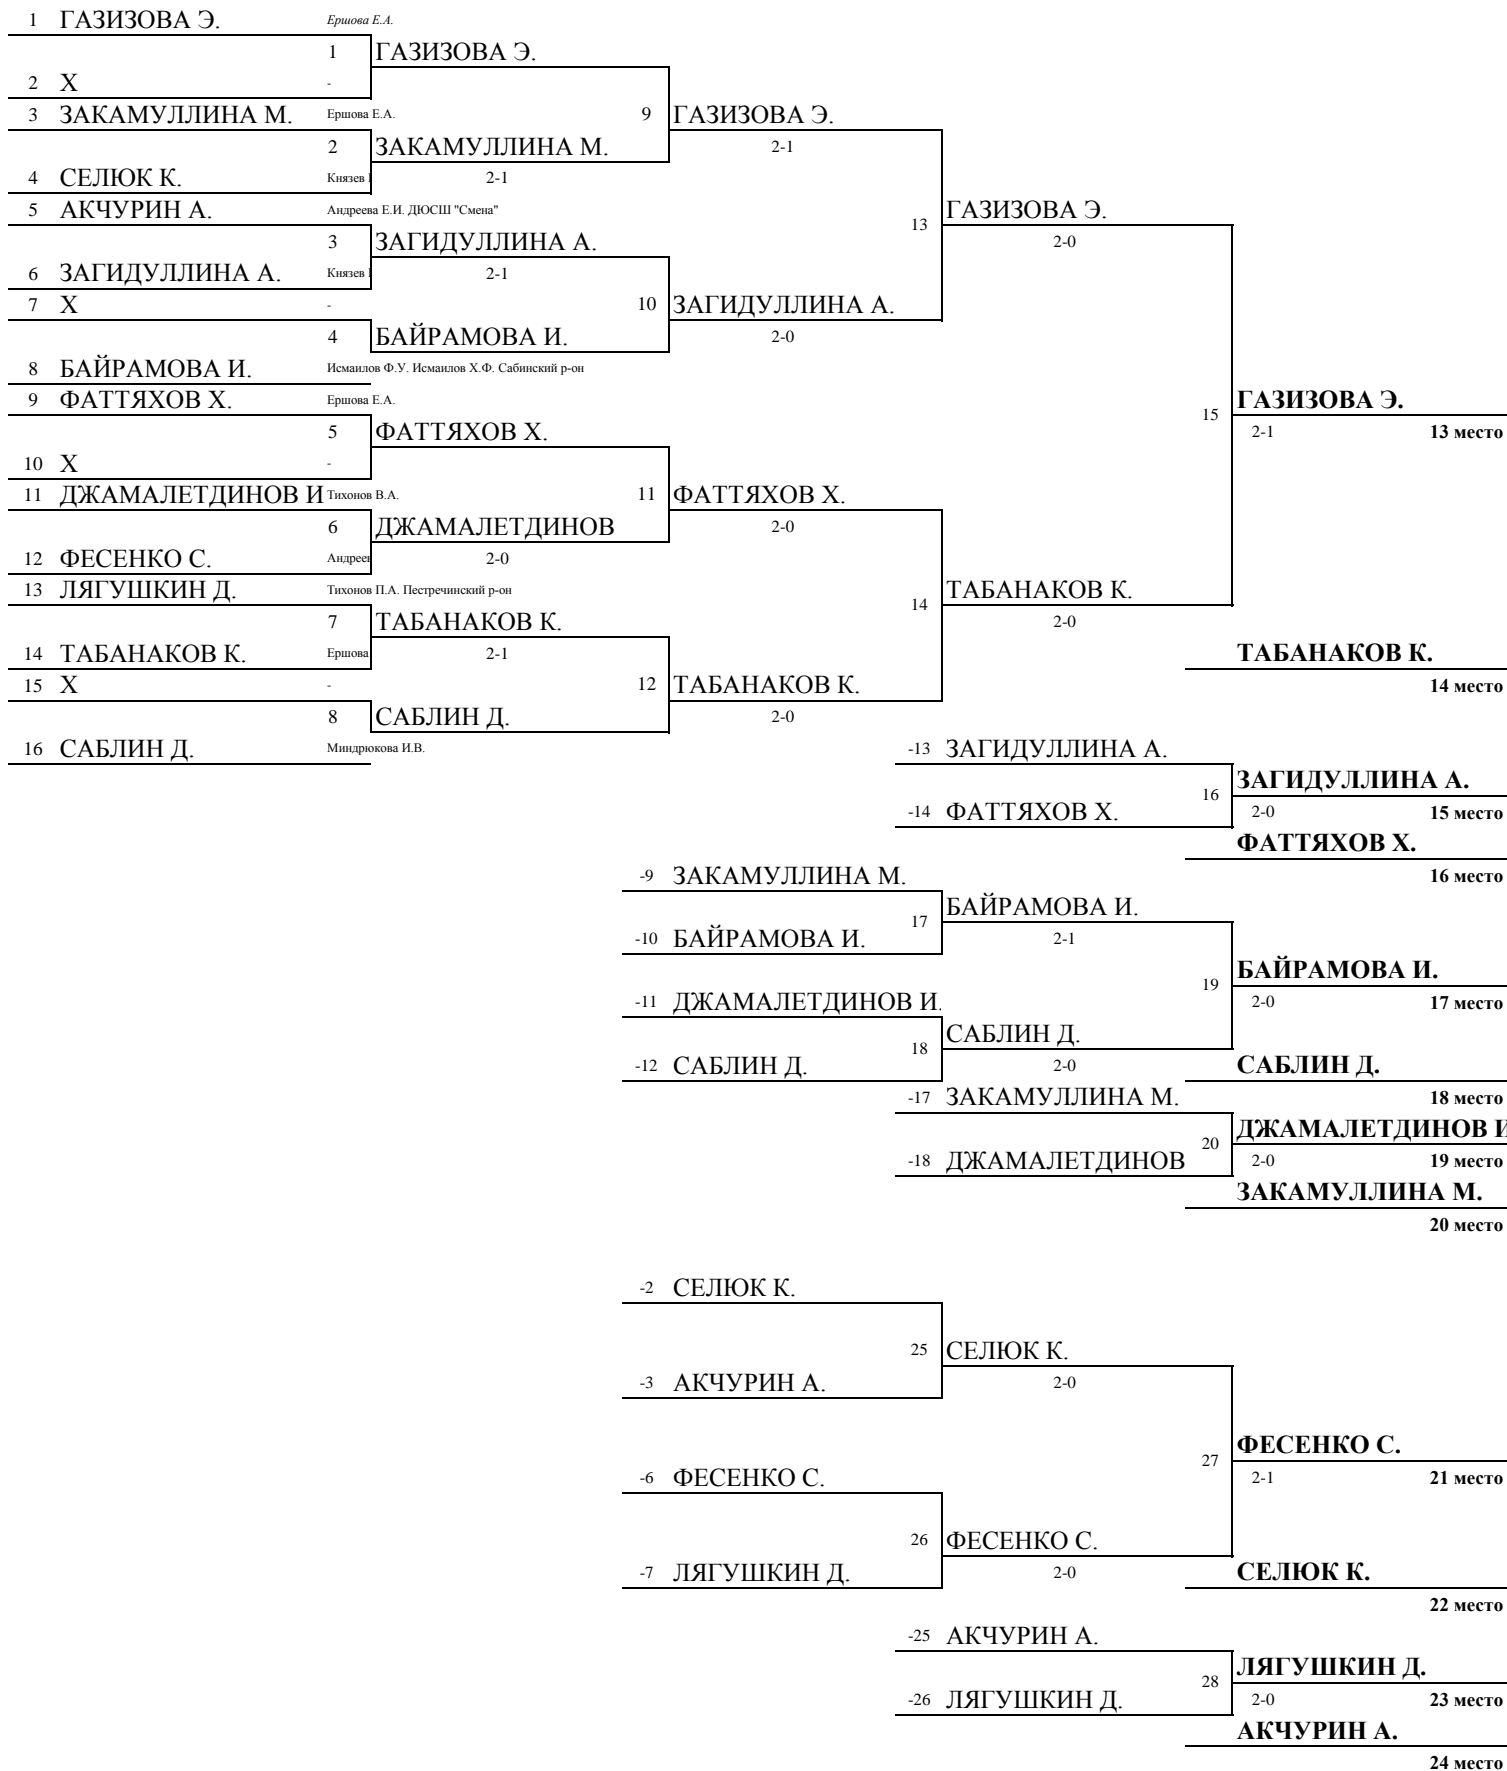 1 ГАЗИЗОВА Э. Ершова Е.А.
1 ГАЗИЗОВА Э.
2 X -
3 ЗАКАМУЛЛИНА М. Ершова Е.А. 9 ГАЗИЗОВА Э.
2 ЗАКАМУЛЛИНА М. 2-1
4 СЕЛЮК К. Князев 2-1
5 АКЧУРИН А. Андреева Е.И. ДЮСШ "Смена" 13 ГАЗИЗОВА Э.
3 ЗАГИДУЛЛИНА А. 2-0
6 ЗАГИДУЛЛИНА А. Князев 2-1
7 X - 10 ЗАГИДУЛЛИНА А.
4 БАЙРАМОВА И. 2-0
8 БАЙРАМОВА И. Исмаилов Ф.У. Исмаилов Х.Ф. Сабинский р-он
9 ФАТТЯХОВ Х. Ершова Е.А. 15 ГАЗИЗОВА Э.
5 ФАТТЯХОВ Х. 2-1 13 место
10 X -
11 ДЖАМАЛЕТДИНОВ И Тихонов В.А. 11 ФАТТЯХОВ Х.
6 ДЖАМАЛЕТДИНОВ 2-0
12 ФЕСЕНКО С. Андреев 2-0
13 ЛЯГУШКИН Д. Тихонов П.А. Пестречинский р-он 14 ТАБАНАКОВ К.
7 ТАБАНАКОВ К. 2-0
14 ТАБАНАКОВ К. Ершова 2-1 ТАБАНАКОВ К.
15 X - 12 ТАБАНАКОВ К. 14 место
8 САБЛИН Д. 2-0
16 САБЛИН Д. Миндрюкова И.В. -13 ЗАГИДУЛЛИНА А.
16 ЗАГИДУЛЛИНА А.
-14 ФАТТЯХОВ Х. 2-0 15 место
ФАТТЯХОВ Х.
-9 ЗАКАМУЛЛИНА М. 16 место
17 БАЙРАМОВА И.
-10 БАЙРАМОВА И. 2-1
19 БАЙРАМОВА И.
-11 ДЖАМАЛЕТДИНОВ И. 2-0 17 место
18 САБЛИН Д.
-12 САБЛИН Д. 2-0 САБЛИН Д.
-17 ЗАКАМУЛЛИНА М. 18 место
20 ДЖАМАЛЕТДИНОВ И
-18 ДЖАМАЛЕТДИНОВ 2-0 19 место
ЗАКАМУЛЛИНА М.
20 место
-2 СЕЛЮК К.
25 СЕЛЮК К.
-3 АКЧУРИН А. 2-0
27 ФЕСЕНКО С.
-6 ФЕСЕНКО С. 2-1 21 место
26 ФЕСЕНКО С.
-7 ЛЯГУШКИН Д. 2-0 СЕЛЮК К.
22 место
-25 АКЧУРИН А.
28 ЛЯГУШКИН Д.
-26 ЛЯГУШКИН Д. 2-0 23 место
АКЧУРИН А.
24 место